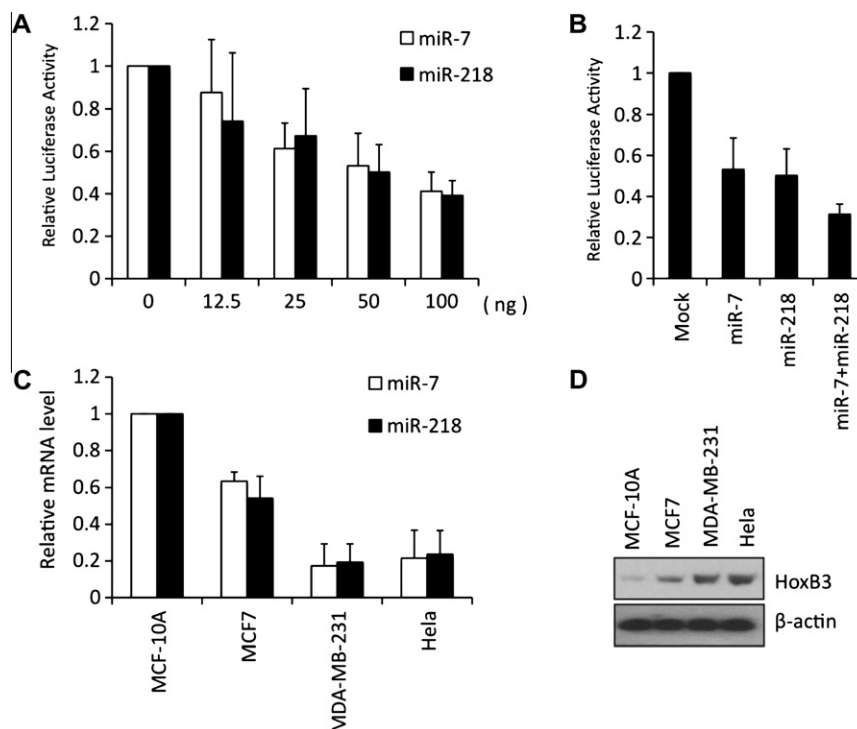 A
Relative Luciferase Activity
1.2
1
0.8
0.6
0.4
0.2
0
miR-7
miR-218
0 12.5 25 50 100 ( ng )
B
Relative Luciferase Activity
1.2
1
0.8
0.6
0.4
0.2
0
Mock
miR-7
miR-218
miR-7+miR-218
C
Relative mRNA level
1.2
1
0.8
0.6
0.4
0.2
0
miR-7
miR-218
MCF-10A
MCF7
MDA-MB-231
Hela
D
MCF-10A
MCF7
MDA-MB-231
Hela
HoxB3
β-actin